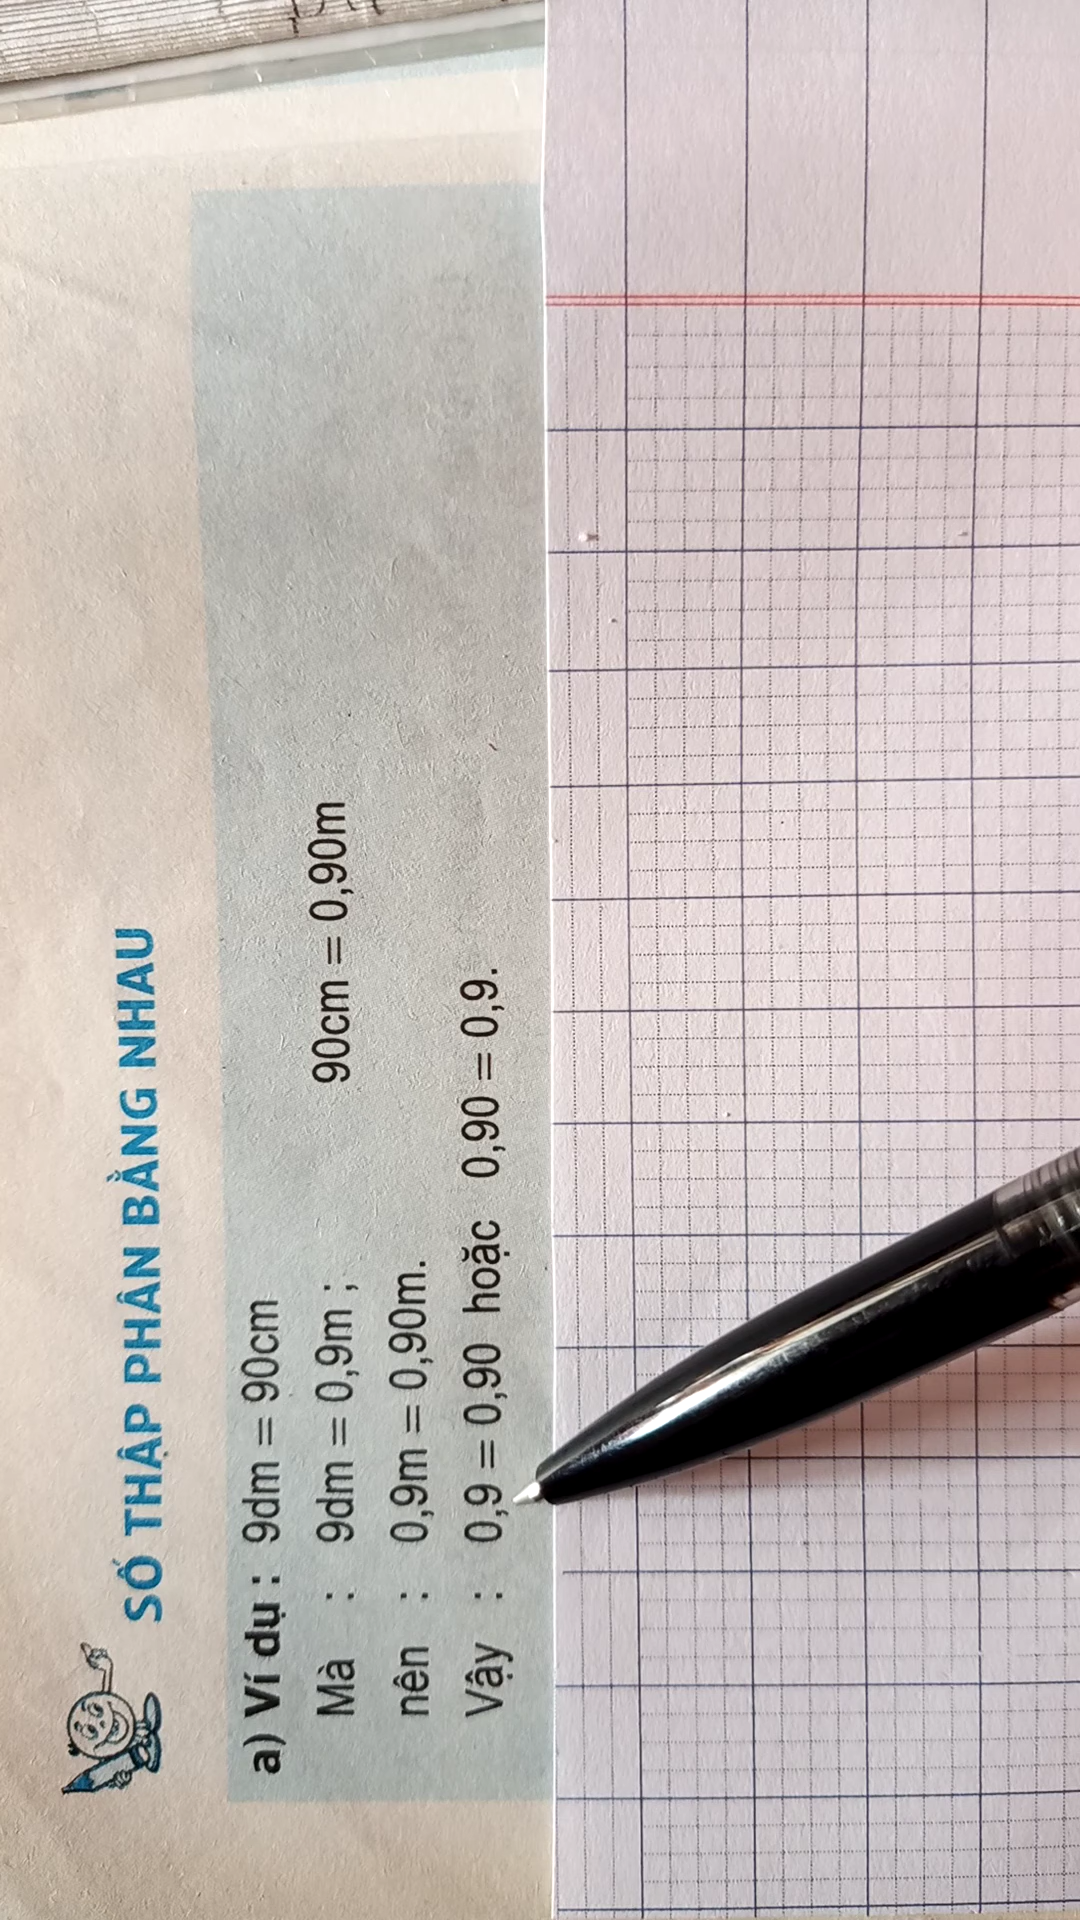 SỐ THẬP PHÂN BẰNG NHAU
a) Ví dụ : 9dm = 90cm
Mà : 9dm = 0,9m ; 90cm = 0,90m
nên : 0,9m = 0,90m.
Vậy : 0,9 = 0,90 hoặc 0,90 = 0,9.